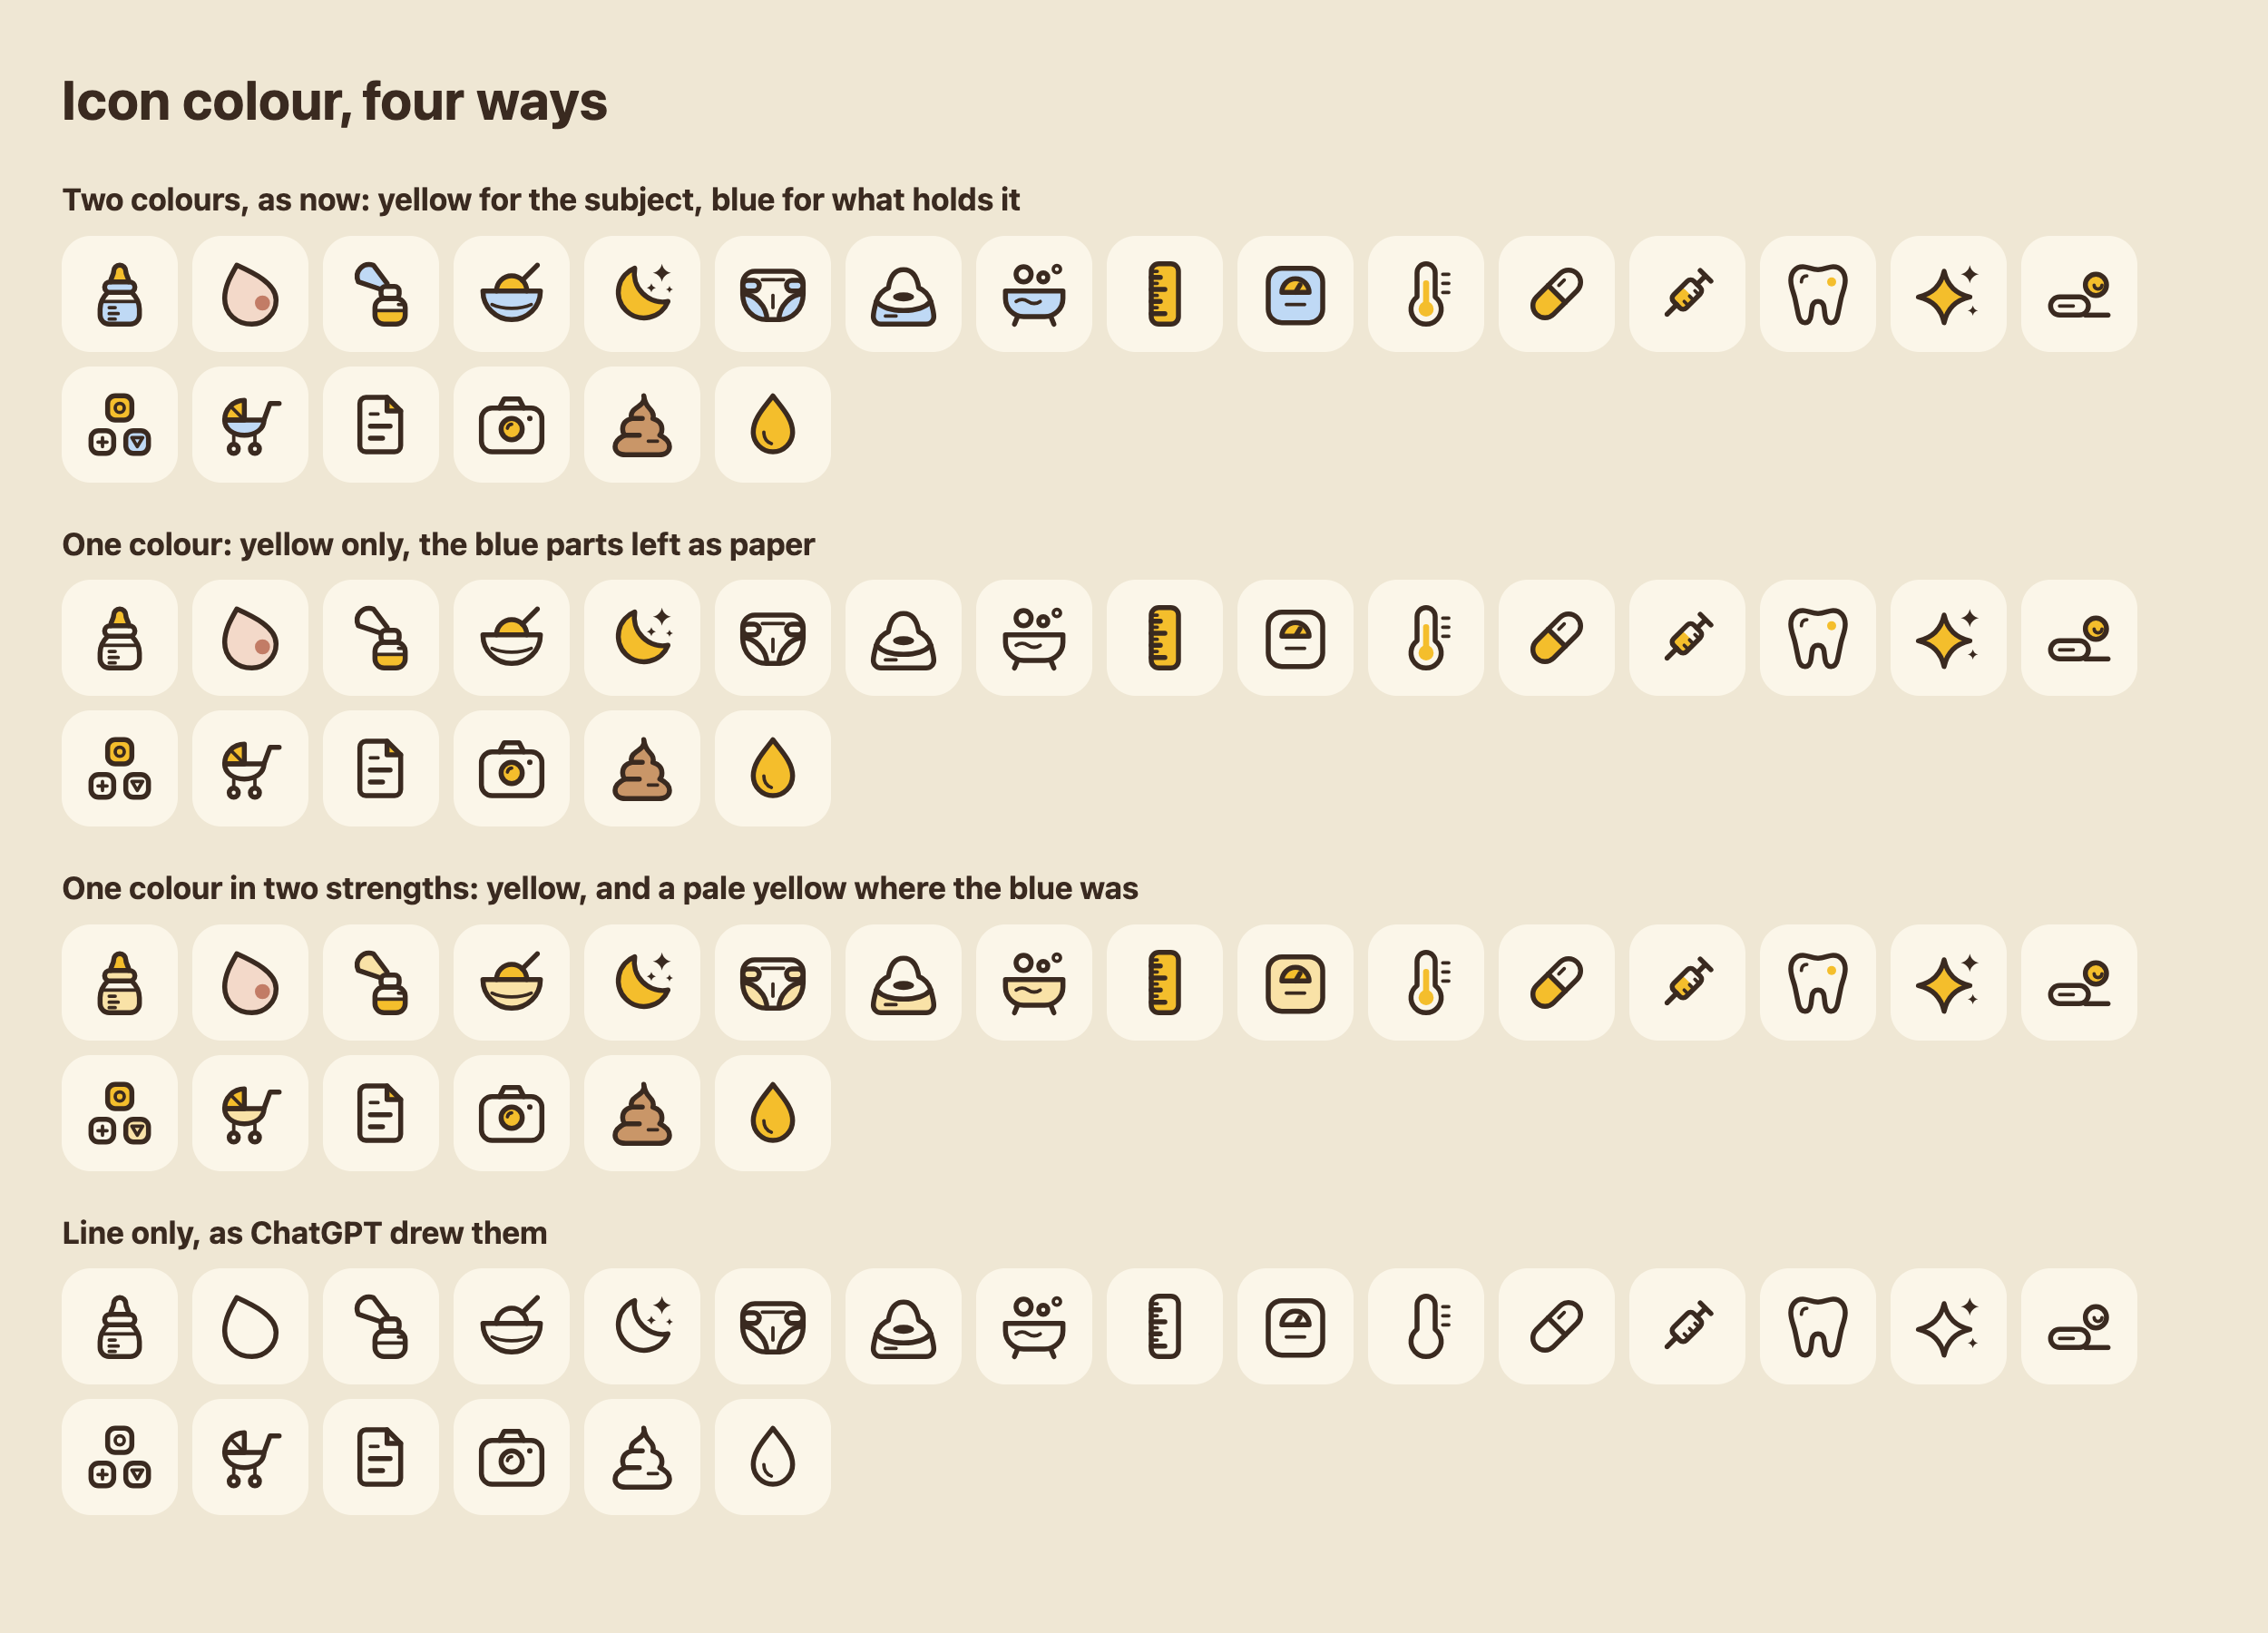 Icon colour, four ways
Two colours, as now: yellow for the subject, blue for what holds it
One colour: yellow only, the blue parts left as paper
One colour in two strengths: yellow, and a pale yellow where the blue was
Line only, as ChatGPT drew them